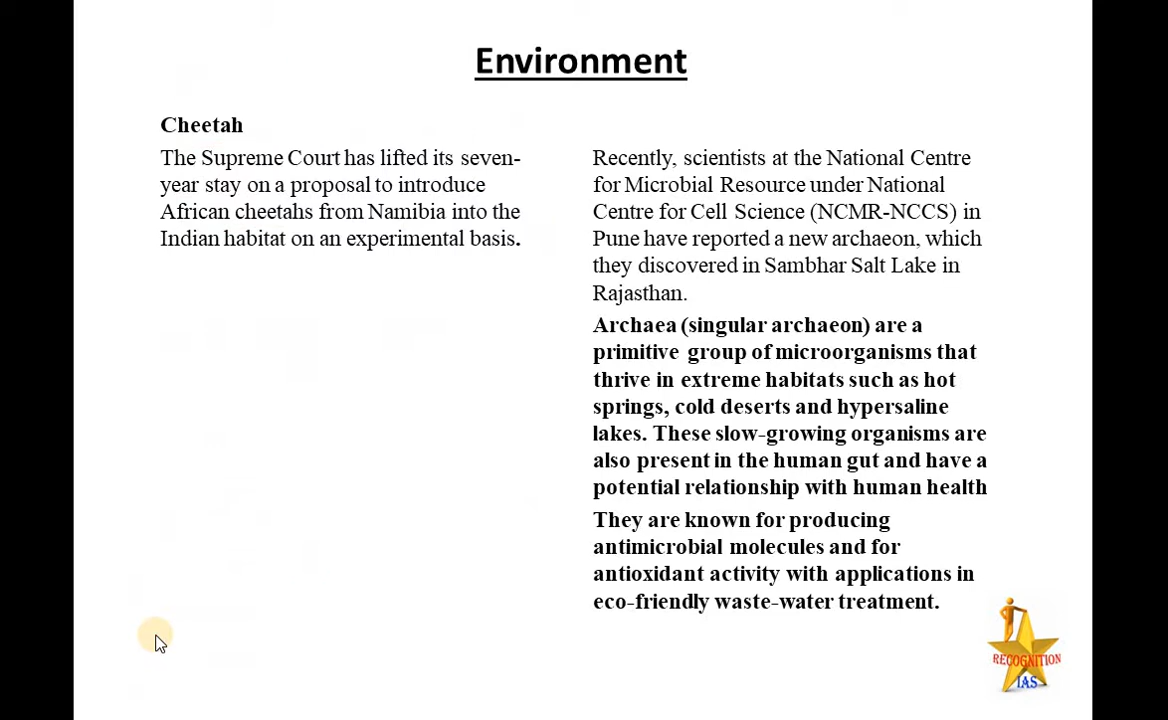 Environment
Cheetah
The Supreme Court has lifted its seven-
year stay on a proposal to introduce
African cheetahs from Namibia into the
Indian habitat on an experimental basis.
Recently, scientists at the National Centre
for Microbial Resource under National
Centre for Cell Science (NCMR-NCCS) in
Pune have reported a new archaeon, which
they discovered in Sambhar Salt Lake in
Rajasthan.
Archaea (singular archaeon) are a
primitive group of microorganisms that
thrive in extreme habitats such as hot
springs, cold deserts and hypersaline
lakes. These slow-growing organisms are
also present in the human gut and have a
potential relationship with human health
They are known for producing
antimicrobial molecules and for
antioxidant activity with applications in
eco-friendly waste-water treatment.
RECOGNITION
IAS